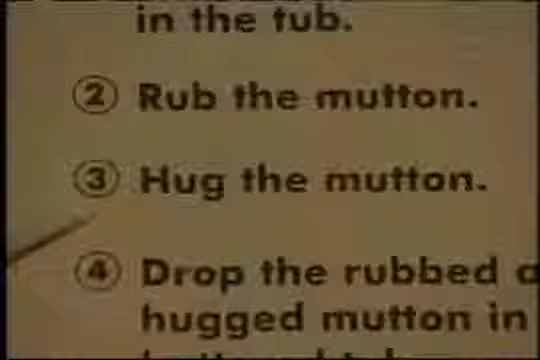 in the tub.
② Rub the mutton.
③ Hug the mutton.
④ Drop the rubbed
hugged mutton in